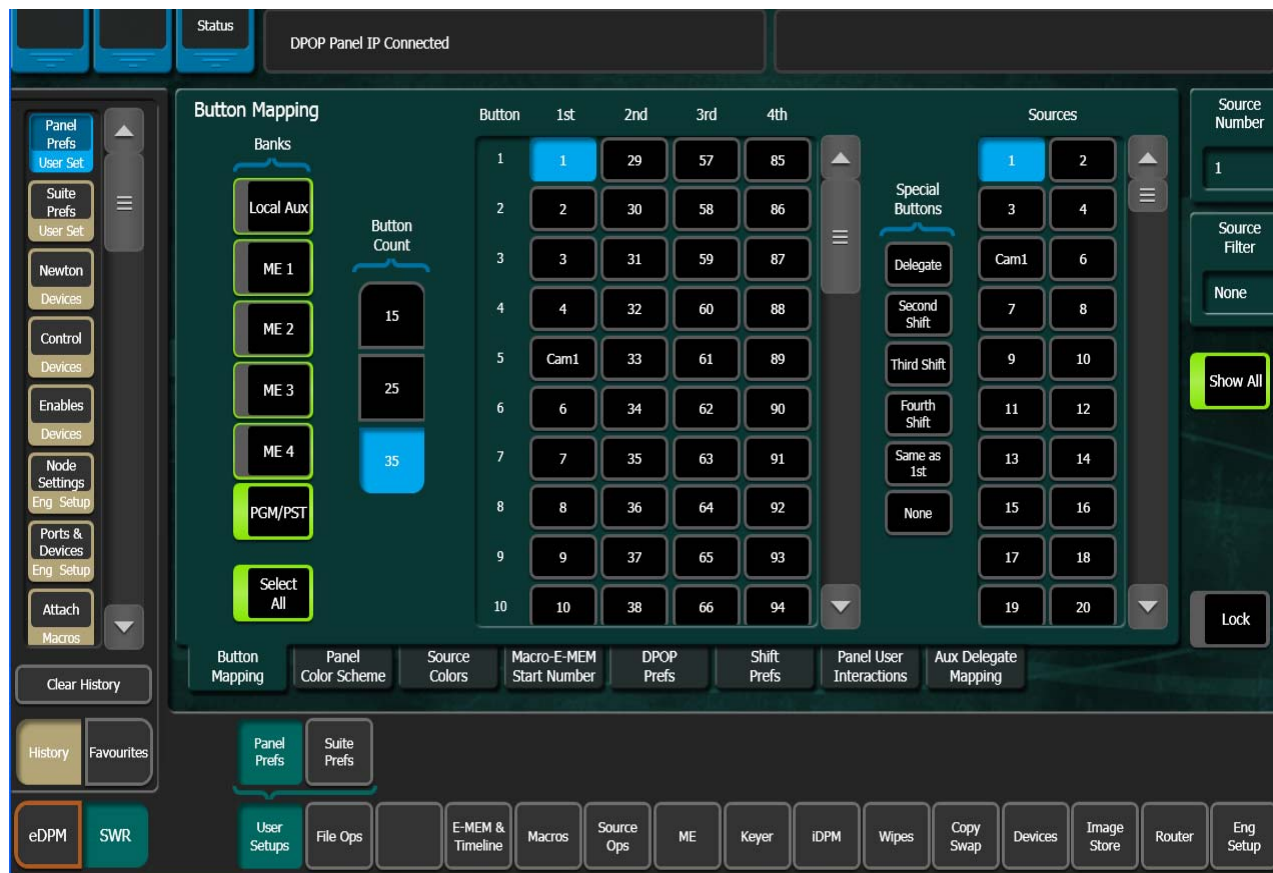 Status
DPOP Panel IP Connected
Panel
Prefs
User Set
Suite
Prefs
User Set
Newton
Devices
Control
Devices
Enables
Devices
Node
Settings
Eng Setup
Ports &
Devices
Eng Setup
Attach
Macros
Clear History
History
Favourites
eDPM
SWR
Button Mapping
Banks
Local Aux
ME 1
ME 2
ME 3
ME 4
PGM/PST
Select
All
Button
Count
15
25
35
Button 1st 2nd 3rd 4th
1 1 29 57 85
2 2 30 58 86
3 3 31 59 87
4 4 32 60 88
5 Cam1 33 61 89
6 6 34 62 90
7 7 35 63 91
8 8 36 64 92
9 9 37 65 93
10 10 38 66 94
Special
Buttons
Delegate
Second
Shift
Third Shift
Fourth
Shift
Same as
1st
None
Sources
1 2
3 4
Cam1 6
7 8
9 10
11 12
13 14
15 16
17 18
19 20
Source
Number
1
Source
Filter
None
Show All
Lock
Button
Mapping
Panel
Color Scheme
Source
Colors
Macro-E-MEM
Start Number
DPOP
Prefs
Shift
Prefs
Panel User
Interactions
Aux Delegate
Mapping
Panel
Prefs
Suite
Prefs
User
Setups
File Ops
E-MEM &
Timeline
Macros
Source
Ops
ME
Keyer
iDPM
Wipes
Copy
Swap
Devices
Image
Store
Router
Eng
Setup